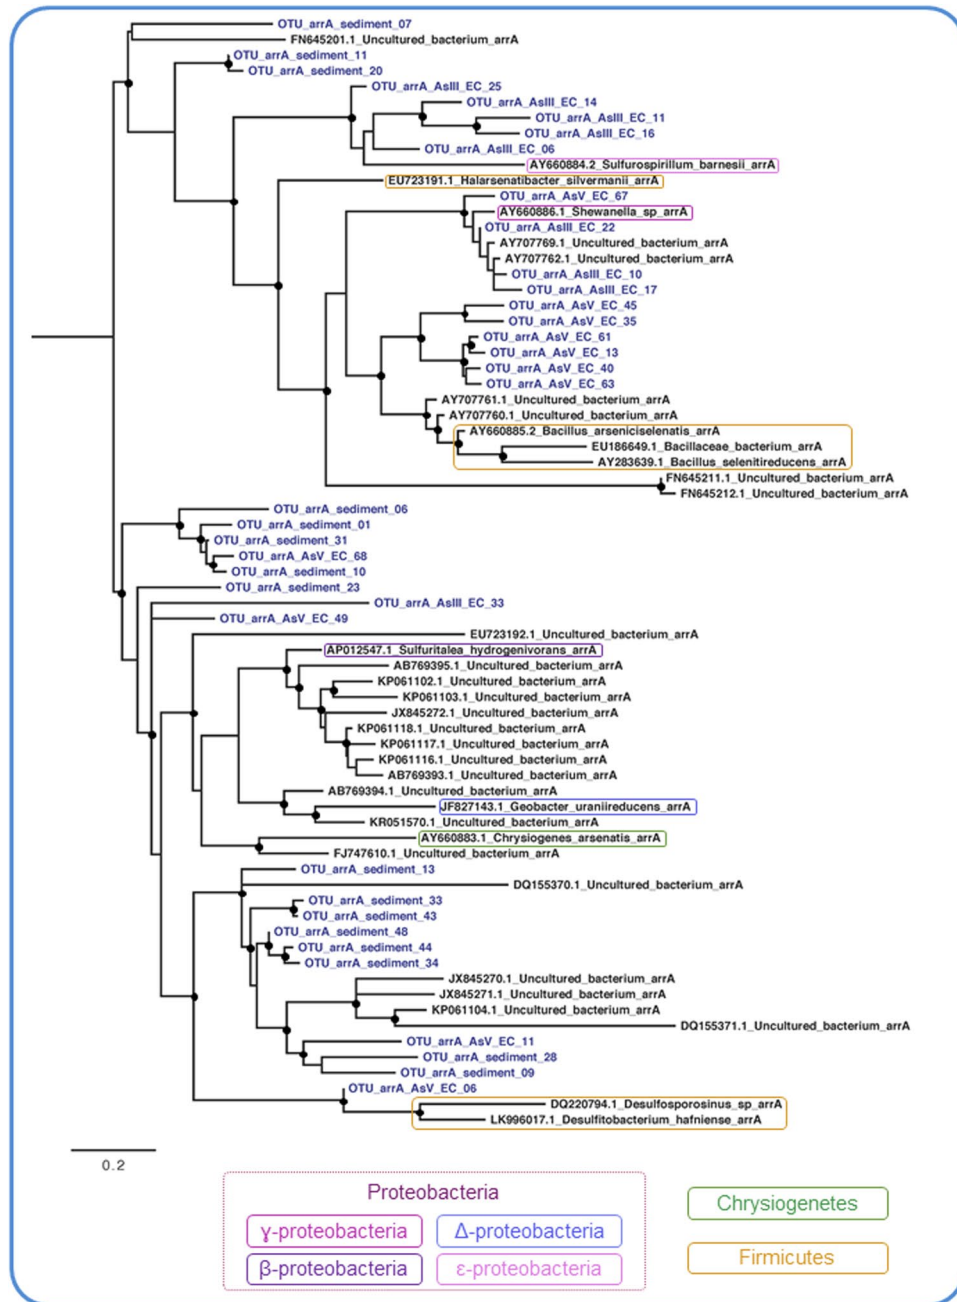 OTU_arrA_sediment_07
FN645201.1_Uncultured_bacterium_arrA
OTU_arrA_sediment_11
OTU_arrA_sediment_20
OTU_arrA_AsIII_EC_25
OTU_arrA_AsIII_EC_14
OTU_arrA_AsIII_EC_11
OTU_arrA_AsIII_EC_16
OTU_arrA_AsIII_EC_06
AY660884.2_Sulfurospirillum_barnesii_arrA
EU723191.1_Halarsenatibacter_silvermanii_arrA
OTU_arrA_AsV_EC_67
AY660886.1_Shewanella_sp_arrA
OTU_arrA_AsIII_EC_22
AY707769.1_Uncultured_bacterium_arrA
AY707762.1_Uncultured_bacterium_arrA
OTU_arrA_AsIII_EC_10
OTU_arrA_AsIII_EC_17
OTU_arrA_AsV_EC_45
OTU_arrA_AsV_EC_35
OTU_arrA_AsV_EC_61
OTU_arrA_AsV_EC_13
OTU_arrA_AsV_EC_40
OTU_arrA_AsV_EC_63
AY707761.1_Uncultured_bacterium_arrA
AY707760.1_Uncultured_bacterium_arrA
AY660885.2_Bacillus_arseniciselenatis_arrA
EU186649.1_Bacillaceae_bacterium_arrA
AY283639.1_Bacillus_selenitireducens_arrA
FN645211.1_Uncultured_bacterium_arrA
FN645212.1_Uncultured_bacterium_arrA
OTU_arrA_sediment_06
OTU_arrA_sediment_01
OTU_arrA_sediment_31
OTU_arrA_AsV_EC_68
OTU_arrA_sediment_10
OTU_arrA_sediment_23
OTU_arrA_AsIII_EC_33
OTU_arrA_AsV_EC_49
EU723192.1_Uncultured_bacterium_arrA
AP012547.1_Sulfuritalea_hydrogenivorans_arrA
AB769395.1_Uncultured_bacterium_arrA
KP061102.1_Uncultured_bacterium_arrA
KP061103.1_Uncultured_bacterium_arrA
JX845272.1_Uncultured_bacterium_arrA
KP061118.1_Uncultured_bacterium_arrA
KP061117.1_Uncultured_bacterium_arrA
KP061116.1_Uncultured_bacterium_arrA
AB769393.1_Uncultured_bacterium_arrA
AB769394.1_Uncultured_bacterium_arrA
JF827143.1_Geobacter_uraniireducens_arrA
KR051570.1_Uncultured_bacterium_arrA
AY660883.1_Chrysiogenes_arsenatis_arrA
FJ747610.1_Uncultured_bacterium_arrA
OTU_arrA_sediment_13
DQ155370.1_Uncultured_bacterium_arrA
OTU_arrA_sediment_33
OTU_arrA_sediment_43
OTU_arrA_sediment_48
OTU_arrA_sediment_44
OTU_arrA_sediment_34
JX845270.1_Uncultured_bacterium_arrA
JX845271.1_Uncultured_bacterium_arrA
KP061104.1_Uncultured_bacterium_arrA
DQ155371.1_Uncultured_bacterium_arrA
OTU_arrA_AsV_EC_11
OTU_arrA_sediment_28
OTU_arrA_sediment_09
OTU_arrA_AsV_EC_06
DQ220794.1_Desulfosporosinus_sp_arrA
LK996017.1_Desulfitobacterium_hafniense_arrA
0.2
Proteobacteria
γ-proteobacteria
Δ-proteobacteria
β-proteobacteria
ε-proteobacteria
Chrysiogenetes
Firmicutes